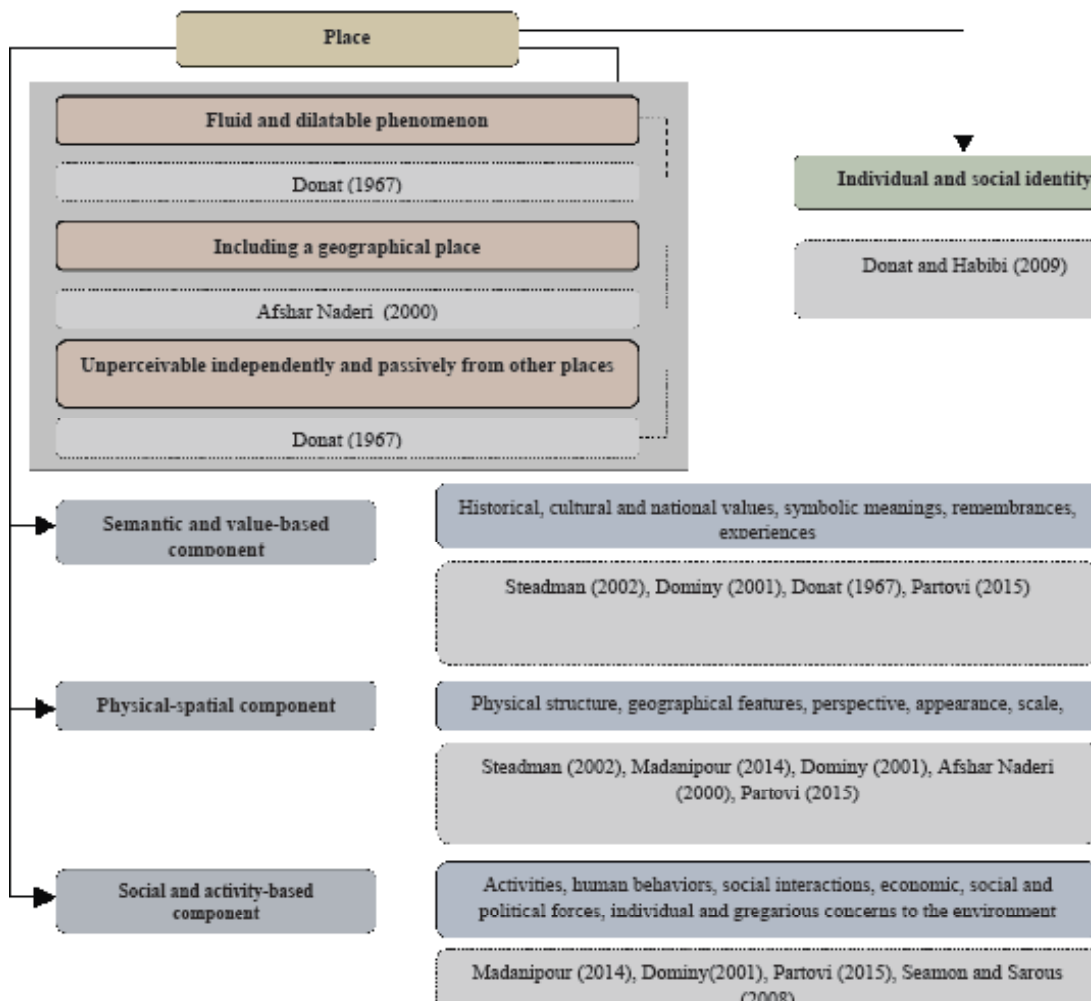 Place
Fluid and dilatable phenomenon
Donat (1967)
Including a geographical place
Afshar Naderi (2000)
Unperceivable independently and passively from other places
Donat (1967)
Individual and social identity
Donat and Habibi (2009)
Semantic and value-based
component
Historical, cultural and national values, symbolic meanings, remembrances,
experiences
Steadman (2002), Dominy (2001), Donat (1967), Partovi (2015)
Physical-spatial component
Physical structure, geographical features, perspective, appearance, scale,
Steadman (2002), Madanipour (2014), Dominy (2001), Afshar Naderi
(2000), Partovi (2015)
Social and activity-based
component
Activities, human behaviors, social interactions, economic, social and
political forces, individual and gregarious concerns to the environment
Madanipour (2014), Dominy(2001), Partovi (2015), Seamon and Sarous
(2008)